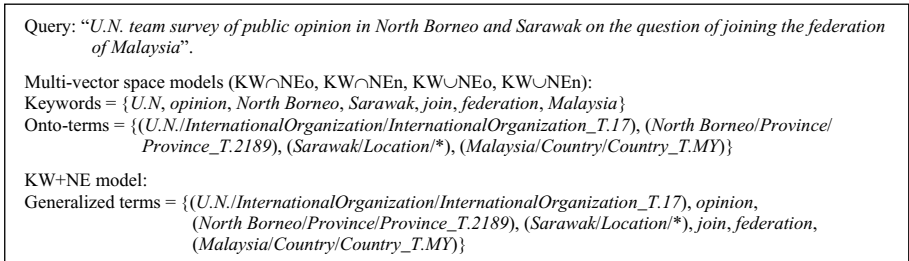 Query: “U.N. team survey of public opinion in North Borneo and Sarawak on the question of joining the federation
of Malaysia”.
Multi-vector space models (KW∩NEo, KW∩NEn, KW∪NEo, KW∪NEn):
Keywords = {U.N, opinion, North Borneo, Sarawak, join, federation, Malaysia}
Onto-terms = {(U.N./InternationalOrganization/InternationalOrganization_T.17), (North Borneo/Province/
Province_T.2189), (Sarawak/Location/*), (Malaysia/Country/Country_T.MY)}
KW+NE model:
Generalized terms = {(U.N./InternationalOrganization/InternationalOrganization_T.17), opinion,
(North Borneo/Province/Province_T.2189), (Sarawak/Location/*), join, federation,
(Malaysia/Country/Country_T.MY)}